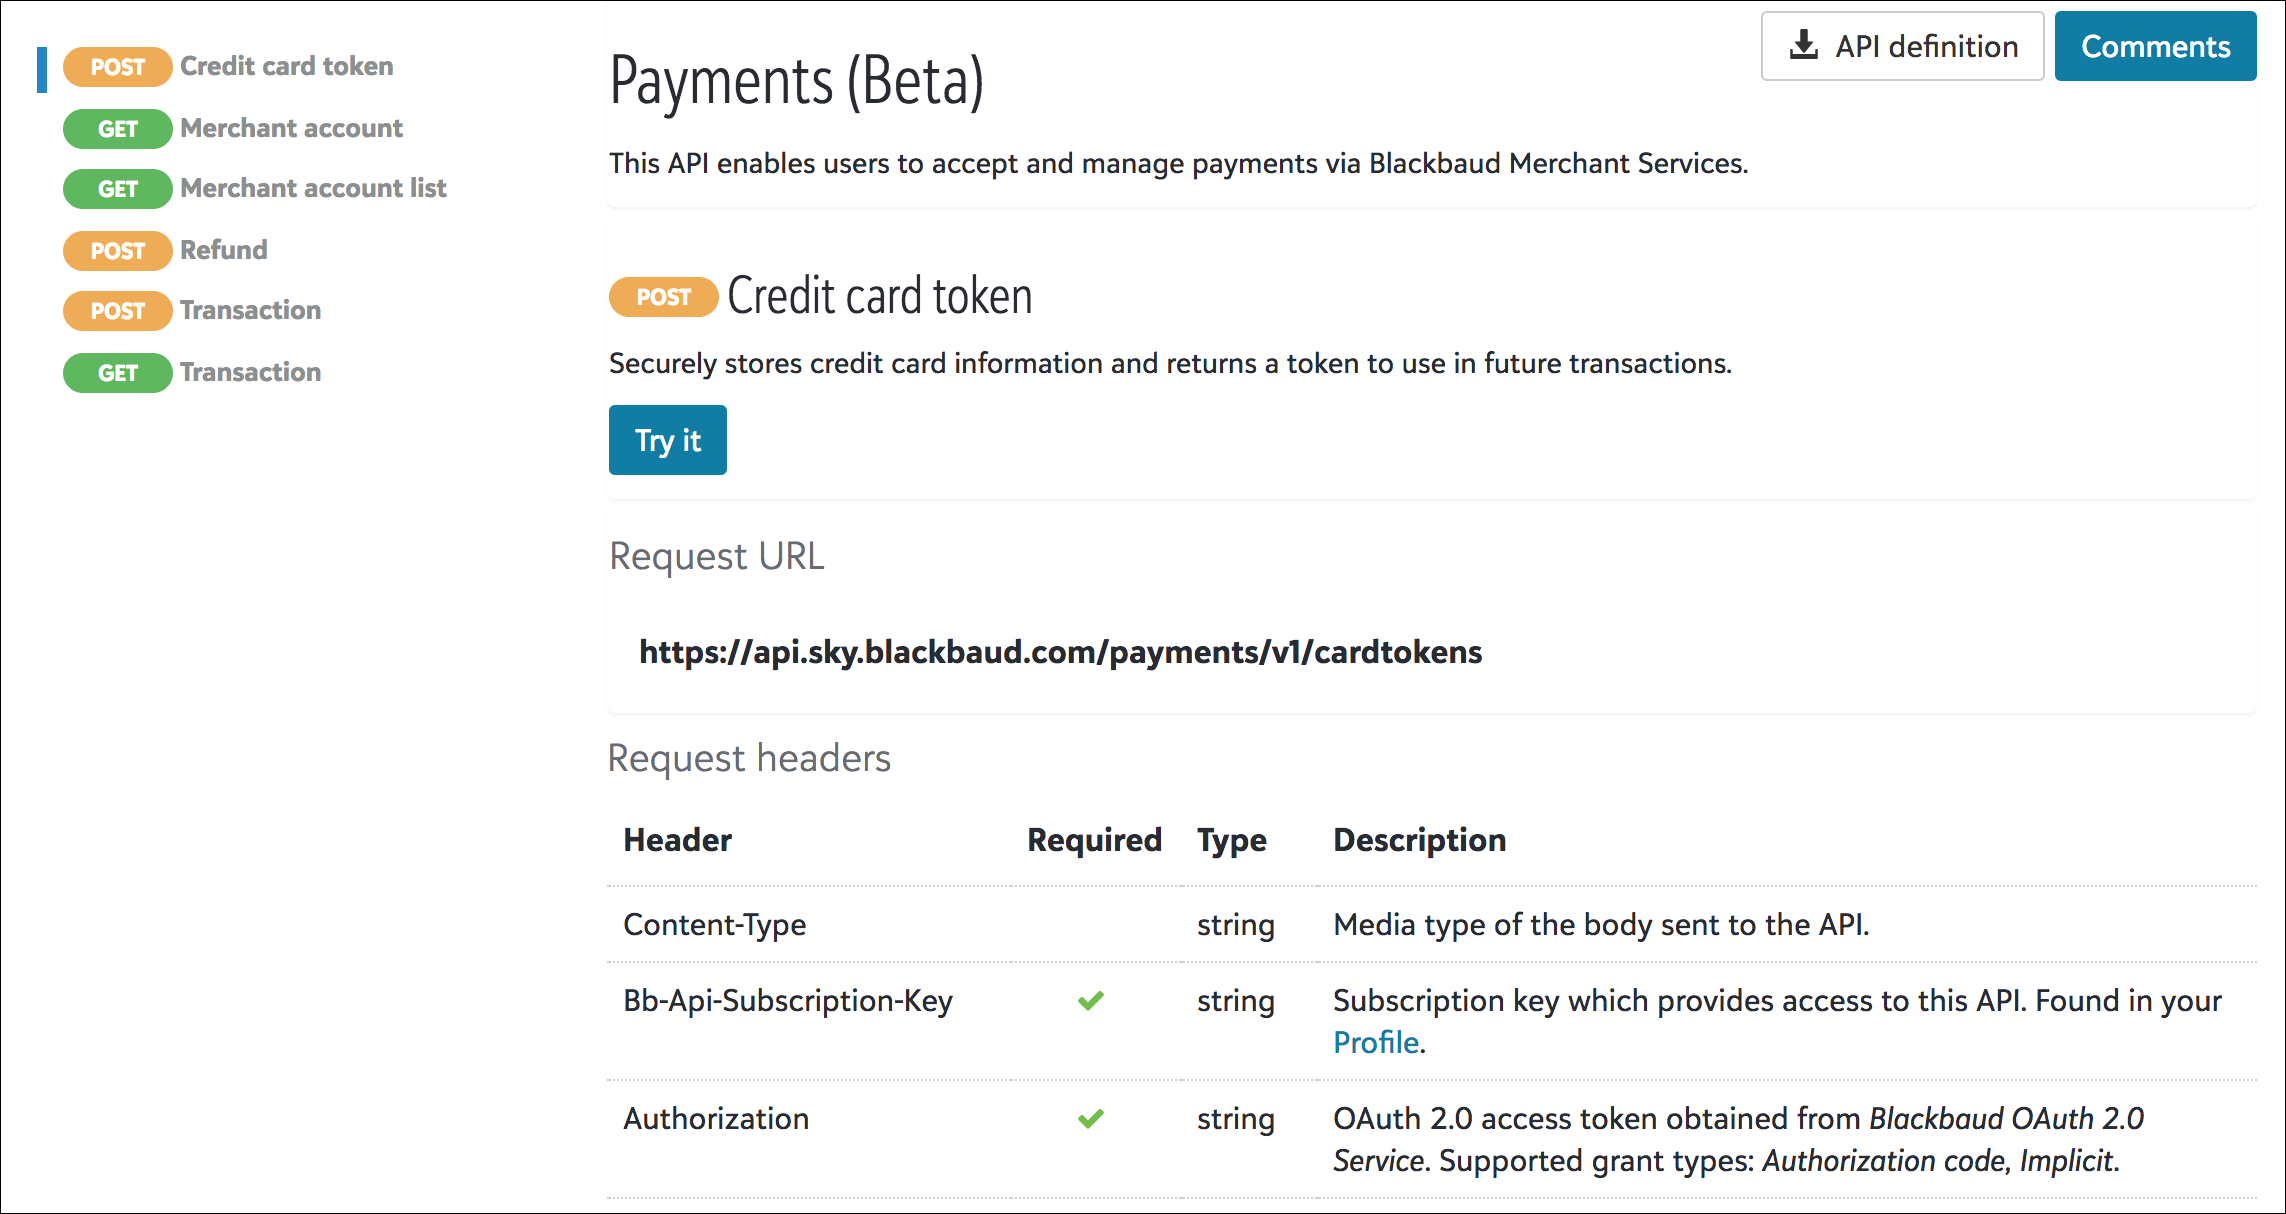 POST Credit card token
GET Merchant account
GET Merchant account list
POST Refund
POST Transaction
GET Transaction
API definition
Comments
Payments (Beta)
This API enables users to accept and manage payments via Blackbaud Merchant Services.
POST Credit card token
Securely stores credit card information and returns a token to use in future transactions.
Try it
Request URL
https://api.sky.blackbaud.com/payments/v1/cardtokens
Request headers
Header Required Type Description
Content-Type string Media type of the body sent to the API.
Bb-Api-Subscription-Key string Subscription key which provides access to this API. Found in your
Profile.
Authorization string OAuth 2.0 access token obtained from Blackbaud OAuth 2.0
Service. Supported grant types: Authorization code, Implicit.